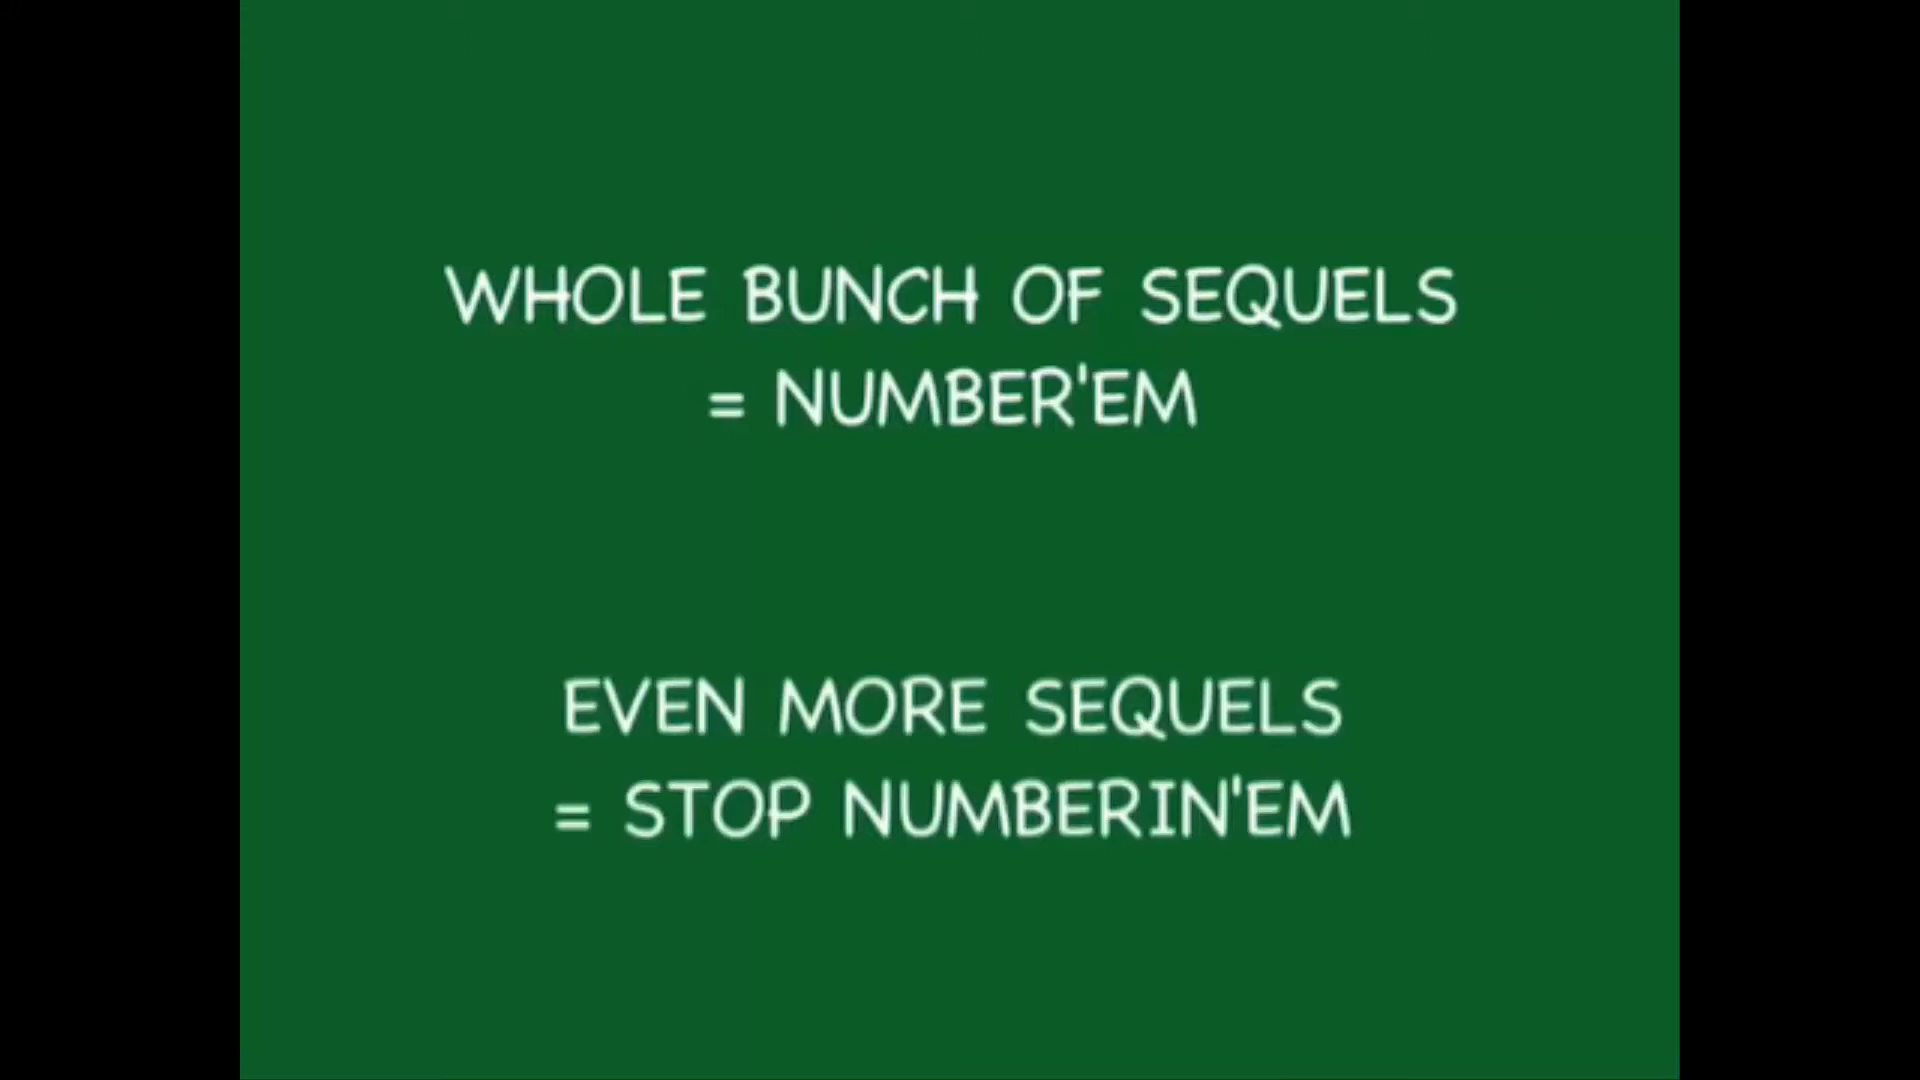 WHOLE BUNCH OF SEQUELS
= NUMBER'EM
EVEN MORE SEQUELS
= STOP NUMBERIN'EM